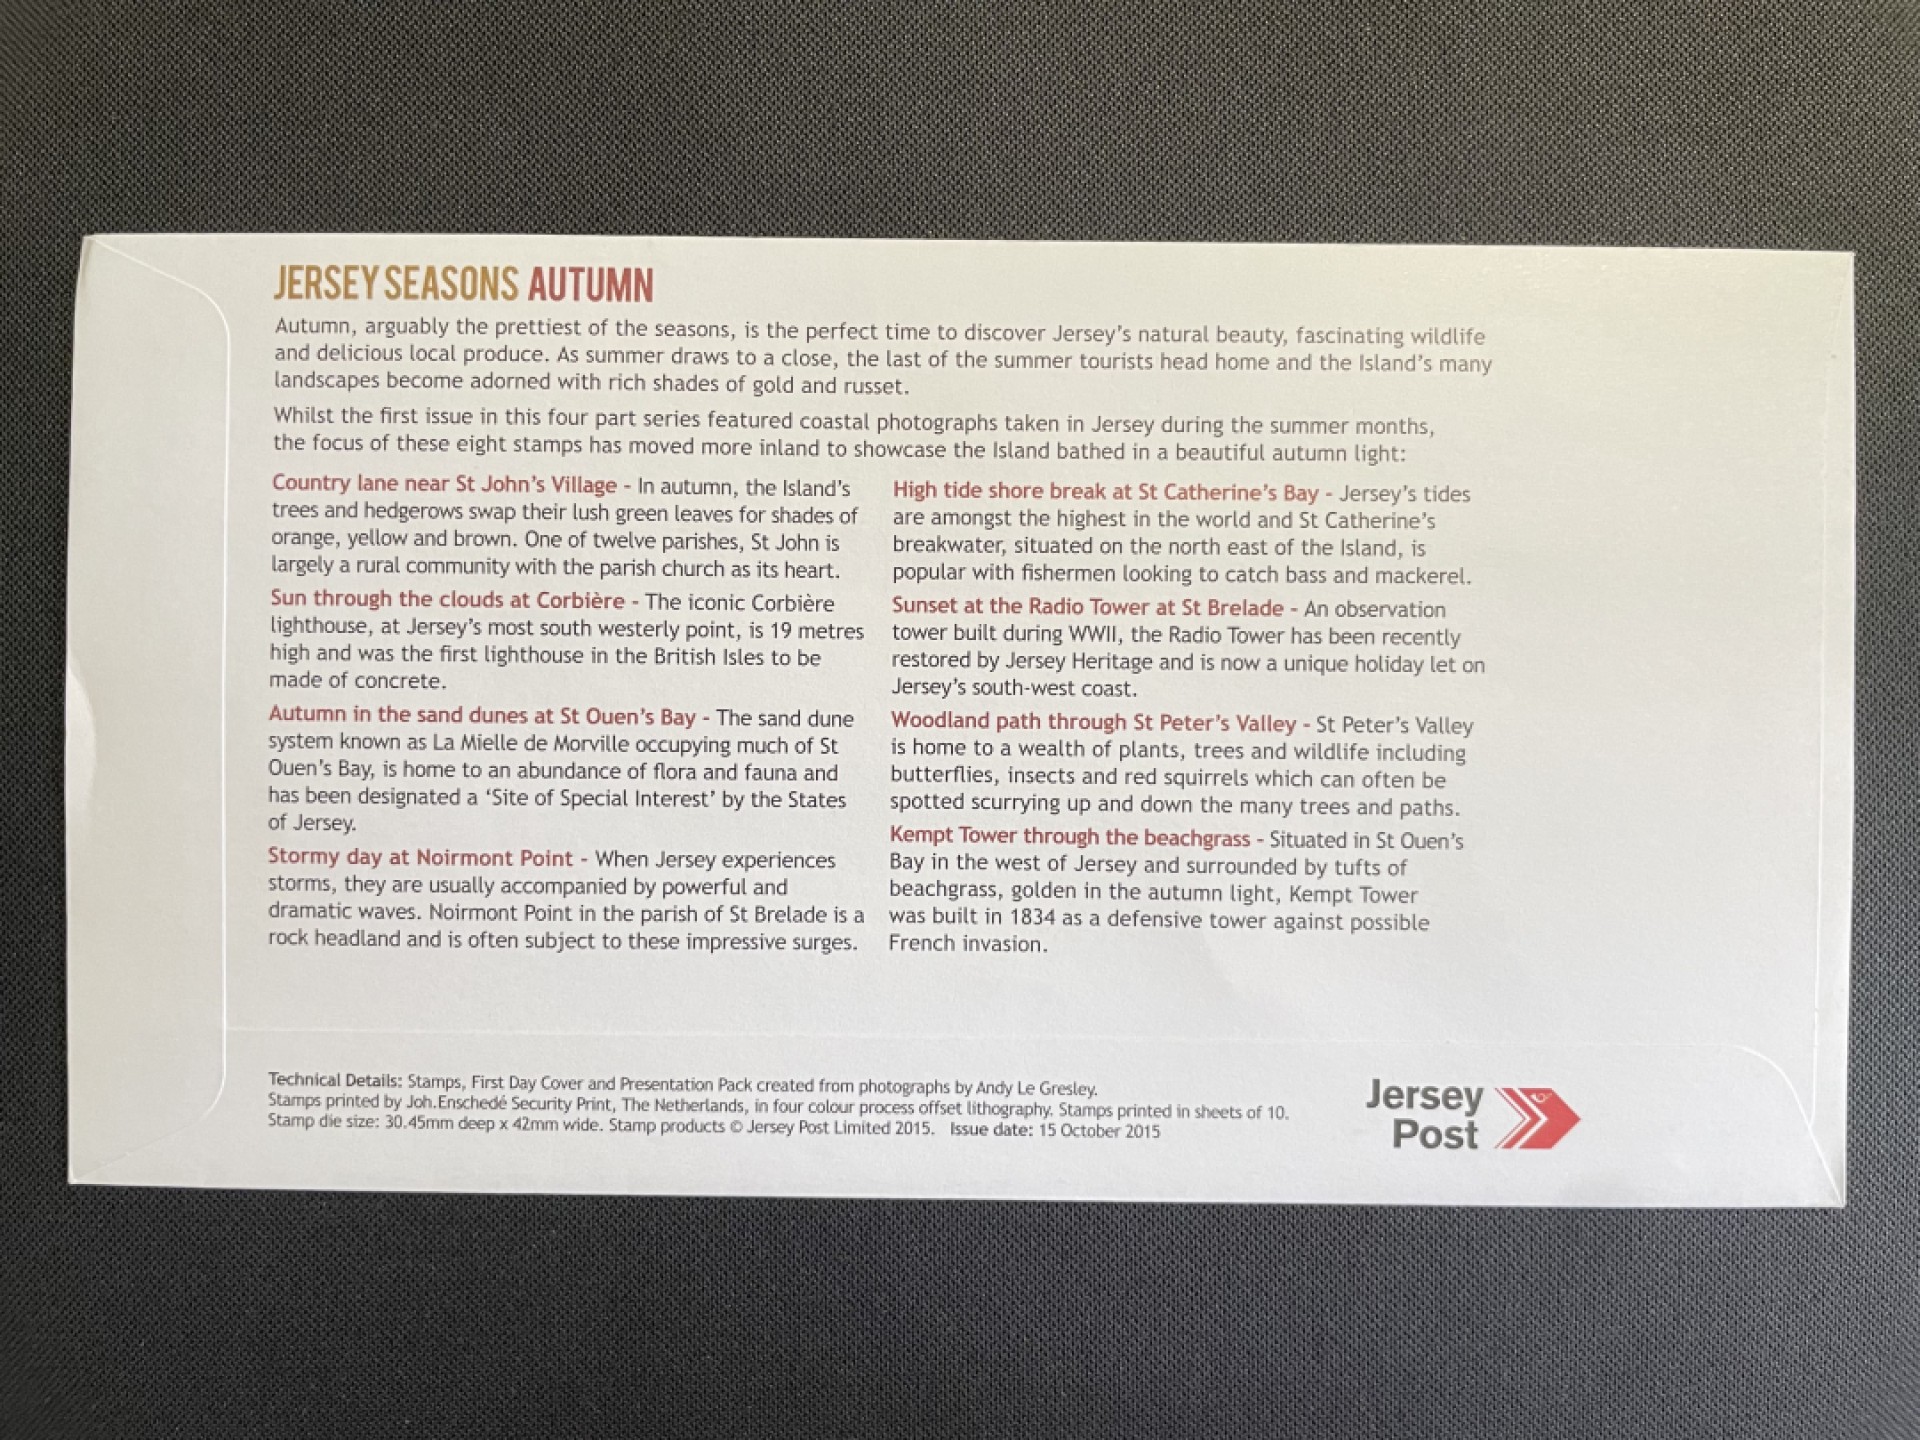 JERSEY SEASONS AUTUMN
Autumn, arguably the prettiest of the seasons, is the perfect time to discover Jersey's natural beauty, fascinating wildlife
and delicious local produce. As summer draws to a close, the last of the summer tourists head home and the Island's many
landscapes become adorned with rich shades of gold and russet.
Whilst the first issue in this four part series featured coastal photographs taken in Jersey during the summer months,
the focus of these eight stamps has moved more inland to showcase the Island bathed in a beautiful autumn light:
Country lane near St John's Village - In autumn, the Island's
trees and hedgerows swap their lush green leaves for shades of
orange, yellow and brown. One of twelve parishes, St John is
largely a rural community with the parish church as its heart.
Sun through the clouds at Corbière - The iconic Corbière
lighthouse, at Jersey's most south westerly point, is 19 metres
high and was the first lighthouse in the British Isles to be
made of concrete.
Autumn in the sand dunes at St Ouen's Bay - The sand dune
system known as La Mielle de Morville occupying much of St
Ouen's Bay, is home to an abundance of flora and fauna and
has been designated a 'Site of Special Interest' by the States
of Jersey.
Stormy day at Noirmont Point - When Jersey experiences
storms, they are usually accompanied by powerful and
dramatic waves. Noirmont Point in the parish of St Brelade is a
rock headland and is often subject to these impressive surges.
High tide shore break at St Catherine's Bay - Jersey's tides
are amongst the highest in the world and St Catherine's
breakwater, situated on the north east of the Island, is
popular with fishermen looking to catch bass and mackerel.
Sunset at the Radio Tower at St Brelade - An observation
tower built during WWII, the Radio Tower has been recently
restored by Jersey Heritage and is now a unique holiday let on
Jersey's south-west coast.
Woodland path through St Peter's Valley - St Peter's Valley
is home to a wealth of plants, trees and wildlife including
butterflies, insects and red squirrels which can often be
spotted scurrying up and down the many trees and paths.
Kempt Tower through the beachgrass - Situated in St Ouen's
Bay in the west of Jersey and surrounded by tufts of
beachgrass, golden in the autumn light, Kempt Tower
was built in 1834 as a defensive tower against possible
French invasion.
Technical Details: Stamps, First Day Cover and Presentation Pack created from photographs by Andy Le Gresley.
Stamps printed by Joh.Enschedé Security Print, The Netherlands, in four colour process offset lithography. Stamps printed in sheets of 10.
Stamp die size: 30.45mm deep x 42mm wide. Stamp products © Jersey Post Limited 2015. Issue date: 15 October 2015
Jersey
Post